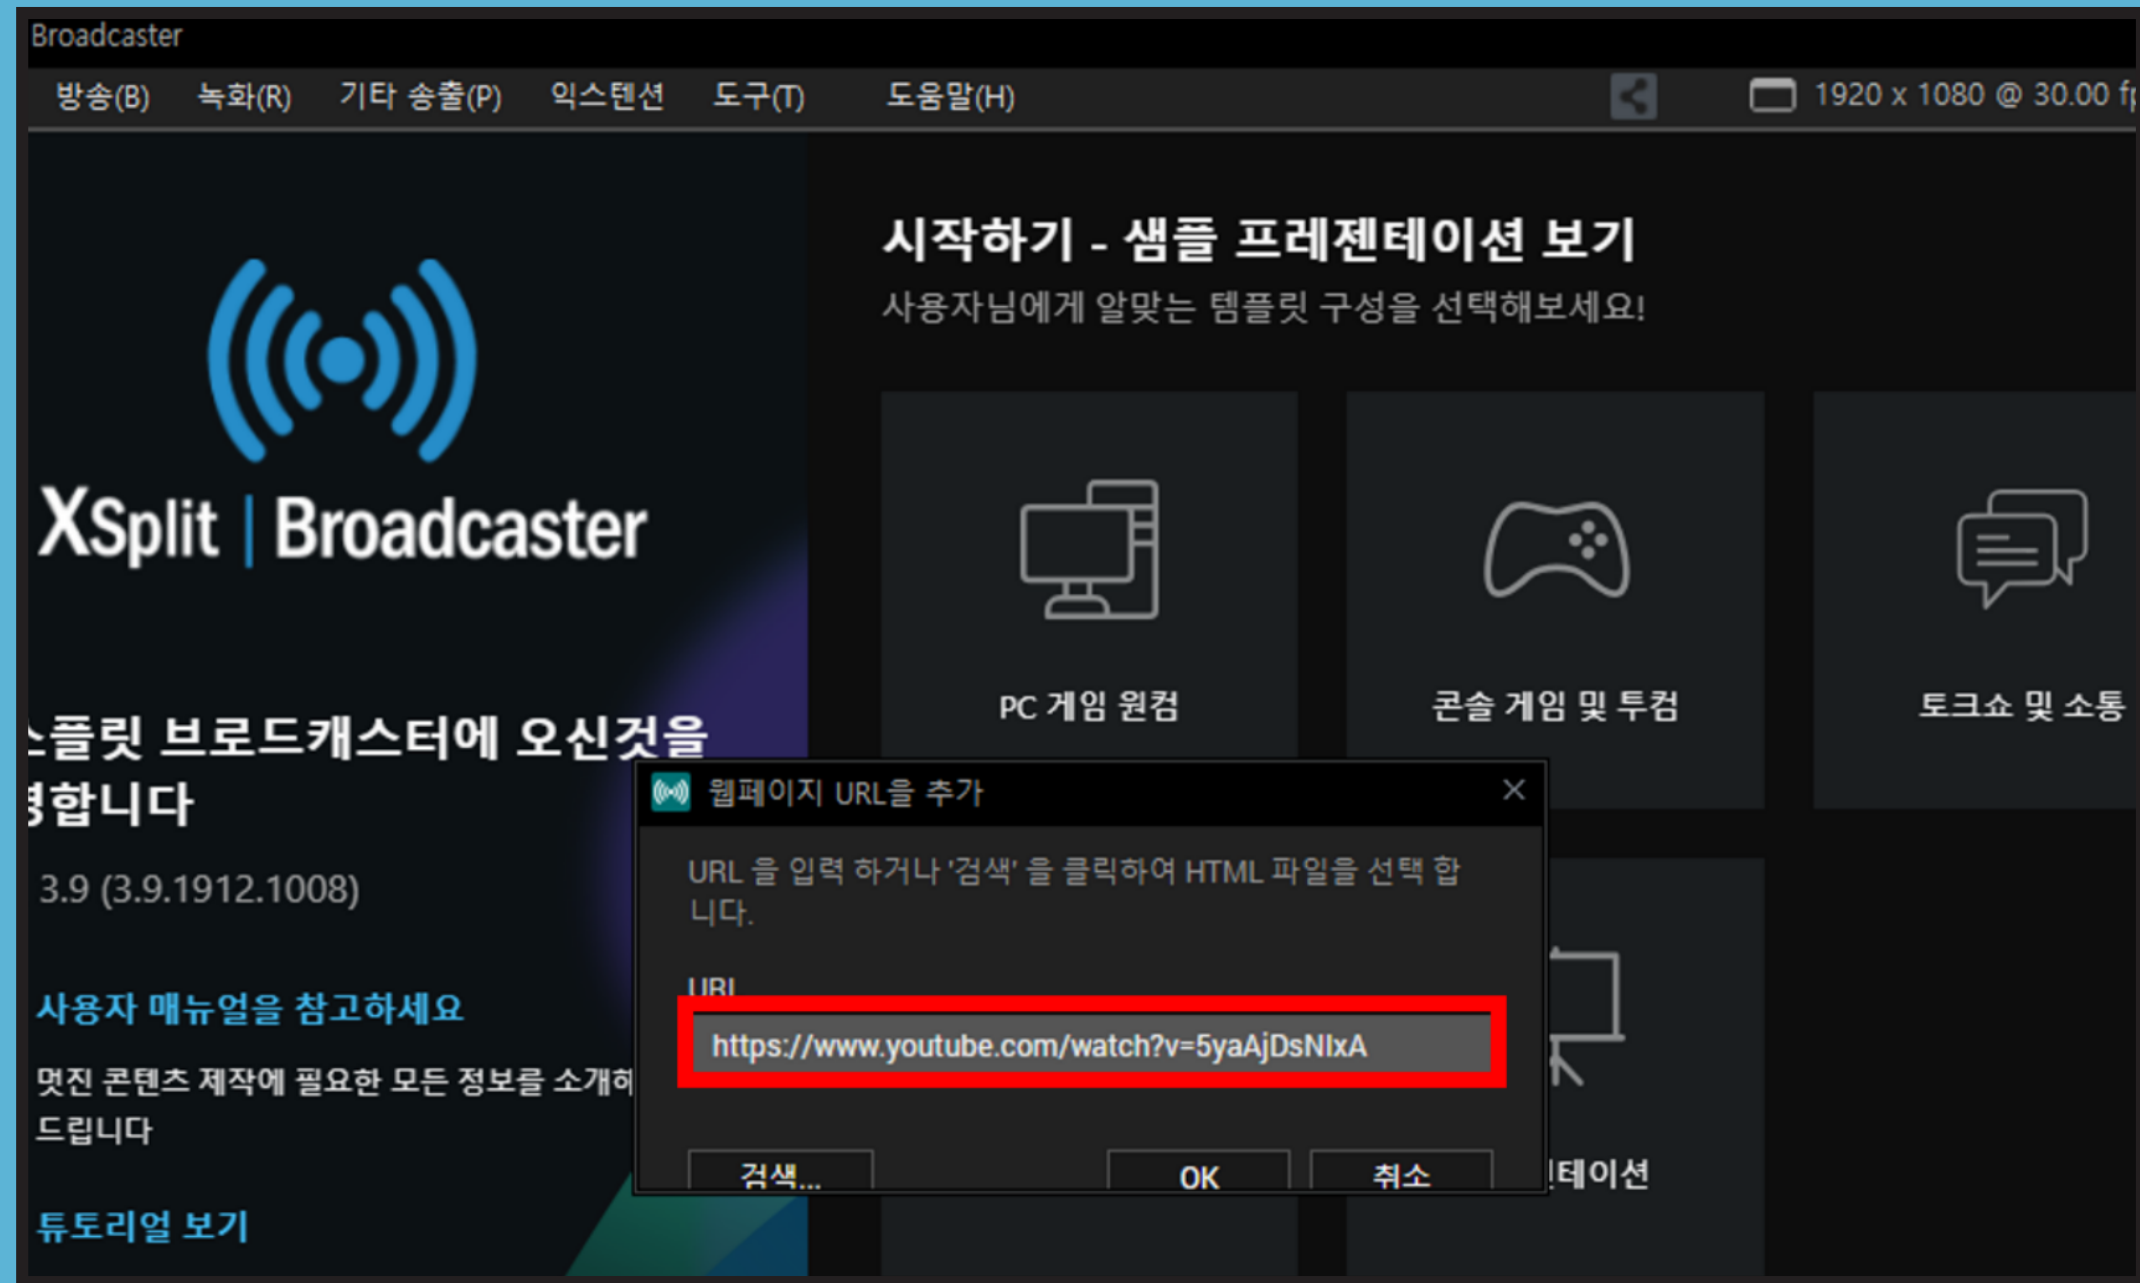 Broadcaster
방송(B) 녹화(R) 기타 송출(P) 익스텐션 도구(T) 도움말(H) 1920 x 1080 @ 30.00
시작하기 - 샘플 프레젠테이션 보기
사용자님에게 알맞는 템플릿 구성을 선택해보세요!
XSplit | Broadcaster
PC 게임 원컴
콘솔 게임 및 투컴
토크쇼 및 소통
브로드캐스터에 오신것을
3.9 (3.9.1912.1008)
사용자 매뉴얼을 참고하세요
멋진 콘텐츠 제작에 필요한 모든 정보를 소개해
드립니다
튜토리얼 보기
웹페이지 URL을 추가
URL 을 입력 하거나 '검색' 을 클릭하여 HTML 파일을 선택 합
니다.
URL
https://www.youtube.com/watch?v=5yaAjDsNIxA
검색...
OK
취소
테이션